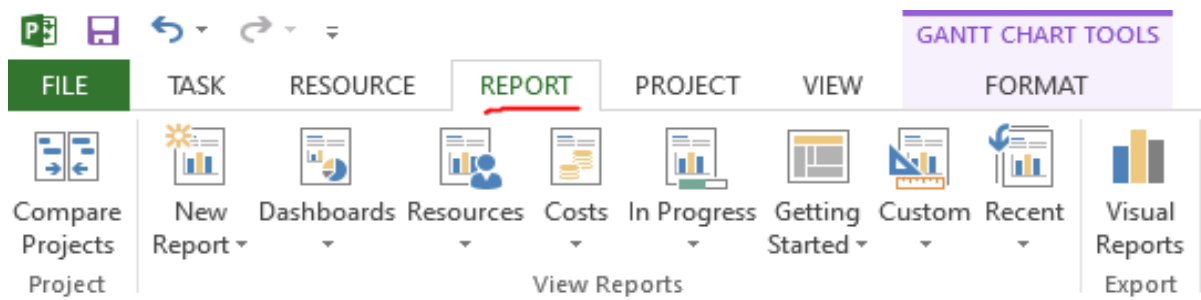 P
GANTT CHART TOOLS
FILE TASK RESOURCE REPORT PROJECT VIEW FORMAT
Compare New Dashboards Resources Costs In Progress Getting Custom Recent Visual
Projects Report Started Reports
Project View Reports Export